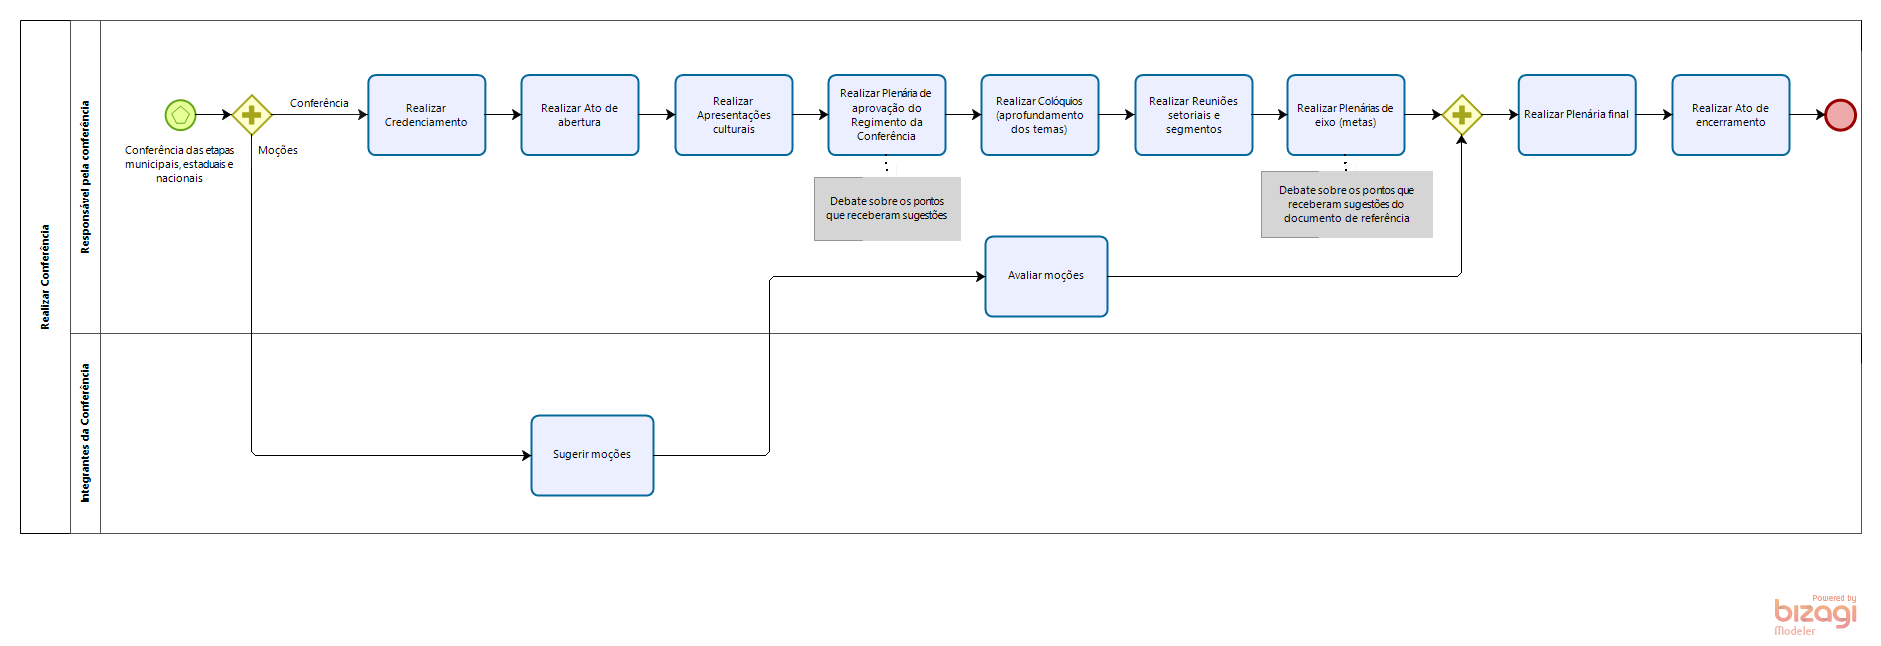 Realizar Conferência
Responsável pela conferência
Conferência das etapas
municipais, estaduais e
nacionais
Conferência
Moções
Realizar
Credenciamento
Realizar Ato de
abertura
Realizar
Apresentações
culturais
Realizar Plenária de
aprovação do
Regimento da
Conferência
Debate sobre os pontos
que receberam sugestões
Realizar Colóquios
(aprofundamento
dos temas)
Realizar Reuniões
setoriais e
segmentos
Realizar Plenárias de
eixo (metas)
Debate sobre os pontos que
receberam sugestões do
documento de referência
Realizar Plenária final
Realizar Ato de
encerramento
Avaliar moções
Integrantes da Conferência
Sugerir moções
Powered by
bizagi
Modeler